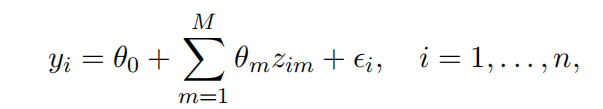 $y_i = \theta_0 + \sum_{m=1}^{M} \theta_m z_{im} + \epsilon_i, \quad i = 1, \ldots, n,$